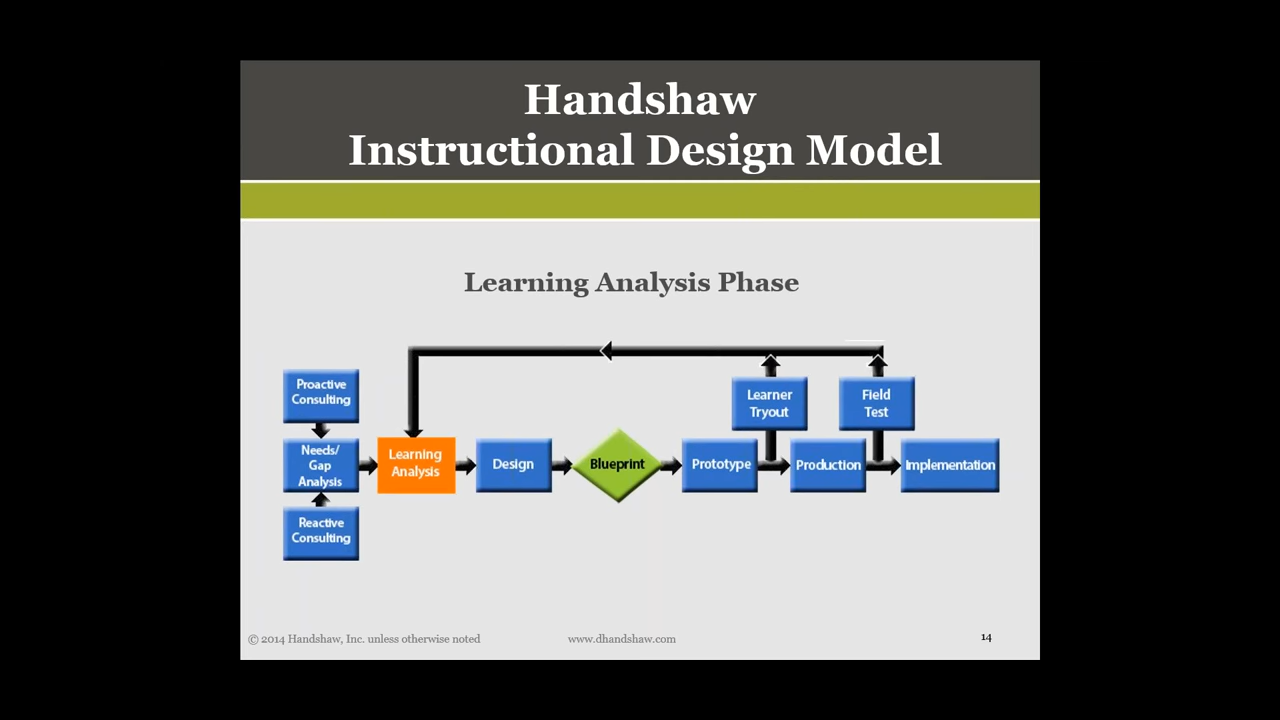 Handshaw
Instructional Design Model
Learning Analysis Phase
Proactive
Consulting
Needs/
Gap
Analysis
Reactive
Consulting
Learning
Analysis
Design
Blueprint
Prototype
Learner
Tryout
Production
Field
Test
Implementation
© 2014 Handshaw, Inc. unless otherwise noted
www.dhandshaw.com
14